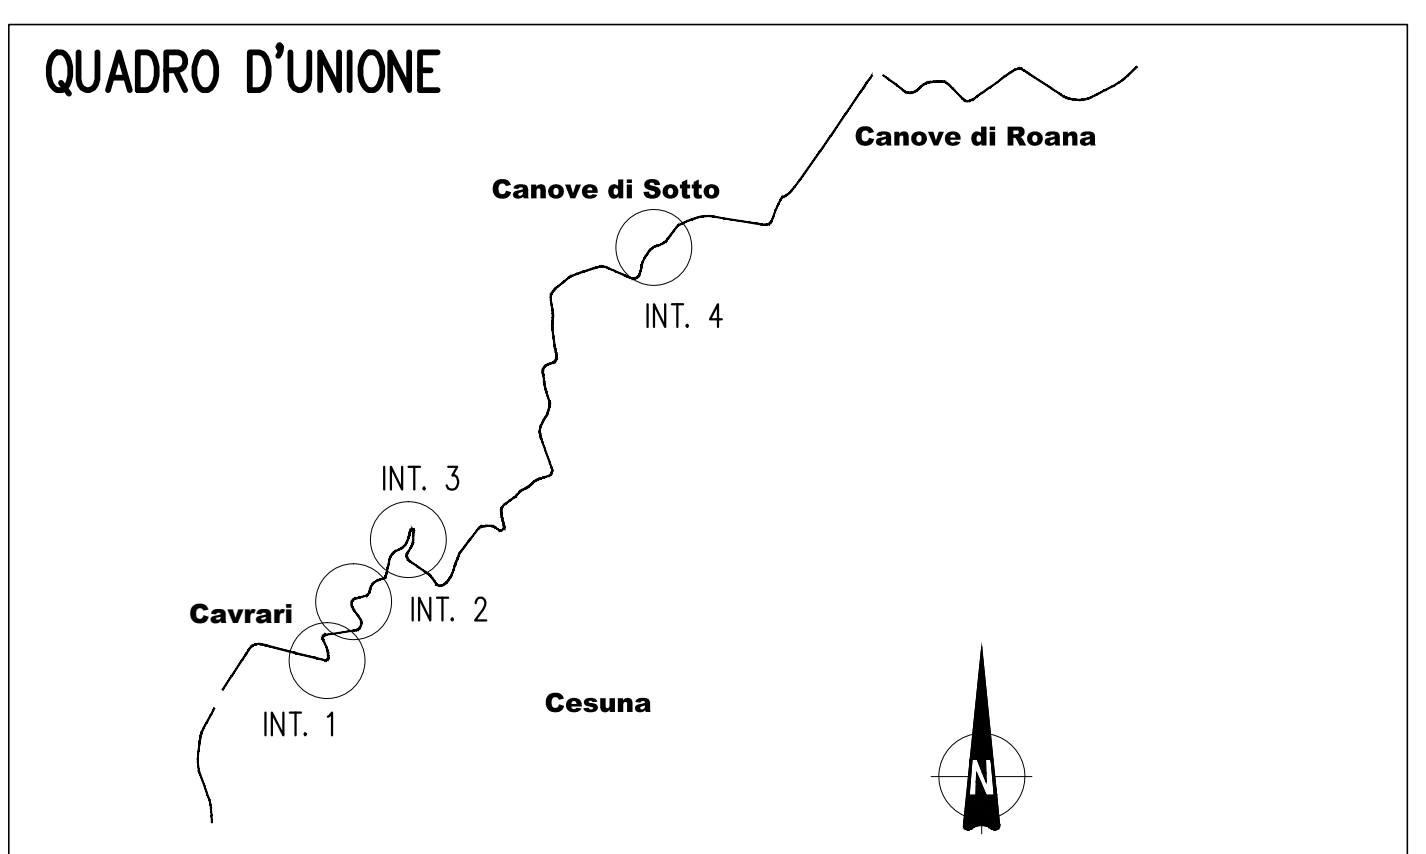 QUADRO D'UNIONE
Canove di Roana
Canove di Sotto
INT. 4
INT. 3
INT. 2
Cavrari
Cesuna
INT. 1
N